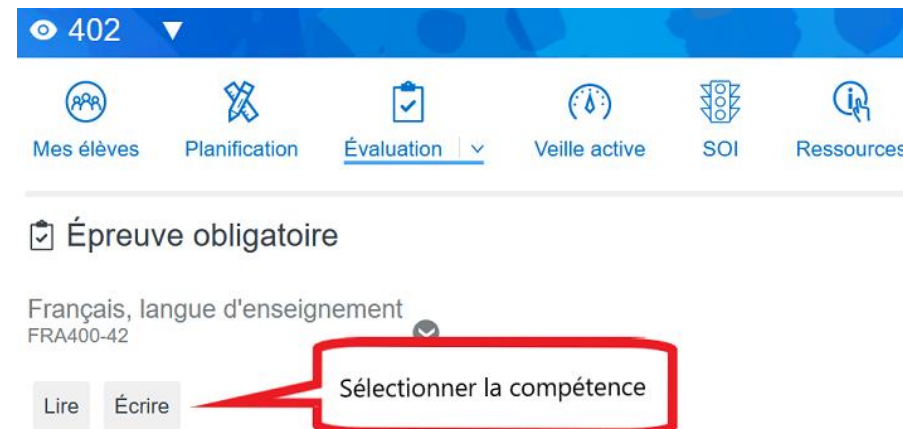 402
Mes élèves Planification Évaluation Veille active SOI Ressources
Épreuve obligatoire
Français, langue d'enseignement
FRA400-42
Sélectionner la compétence
Lire Écrire